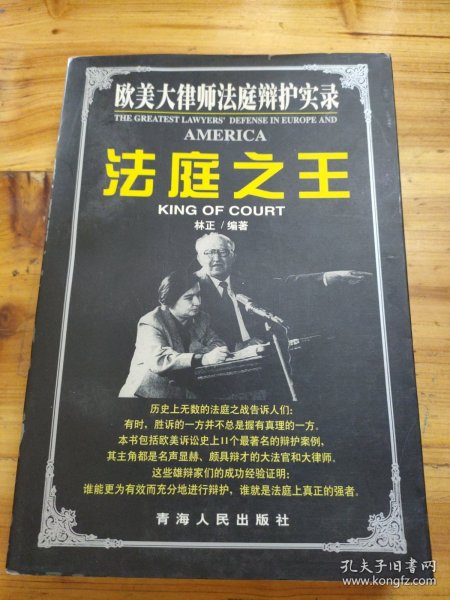 欧美大律师法庭辩护实录
THE GREATEST LAWYERS' DEFENSE IN EUROPE AND
AMERICA
法庭之王
KING OF COURT
林正 / 编著
历史上无数的法庭之战告诉人们:
有时,胜诉的一方并不总是握有真理的一方。
本书包括欧美诉讼史上11个最著名的辩护案例,
其主角都是名声显赫、颇具辩才的大法官和大律师。
这些雄辩家们的成功经验证明:
谁能更为有效而充分地进行辩护,谁就是法庭上真正的强者。
青海人民出版社
孔夫子旧书网
www.kongfz.com